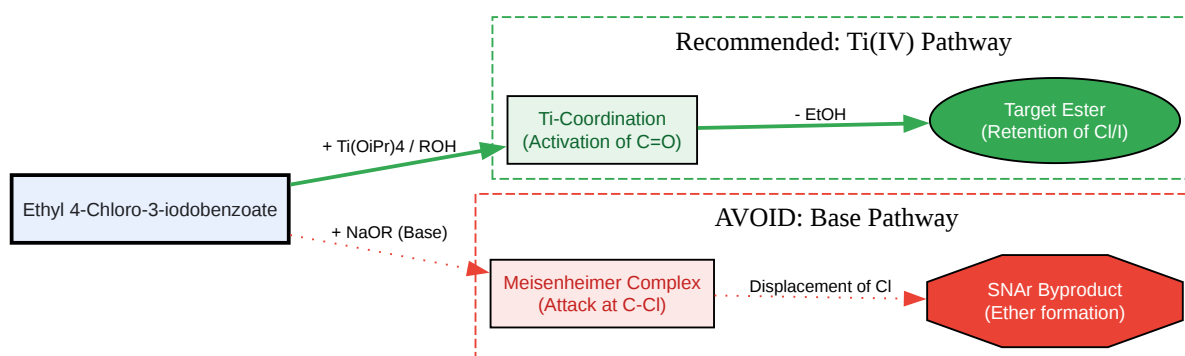 Recommended: Ti(IV) Pathway
Ti-Coordination
(Activation of C=O)
- EtOH
Target Ester
(Retention of Cl/I)
+ Ti(OiPr)4 / ROH
Ethyl 4-Chloro-3-iodobenzoate
+ NaOR (Base)
AVOID: Base Pathway
Meisenheimer Complex
(Attack at C-Cl)
Displacement of Cl
SNAr Byproduct
(Ether formation)